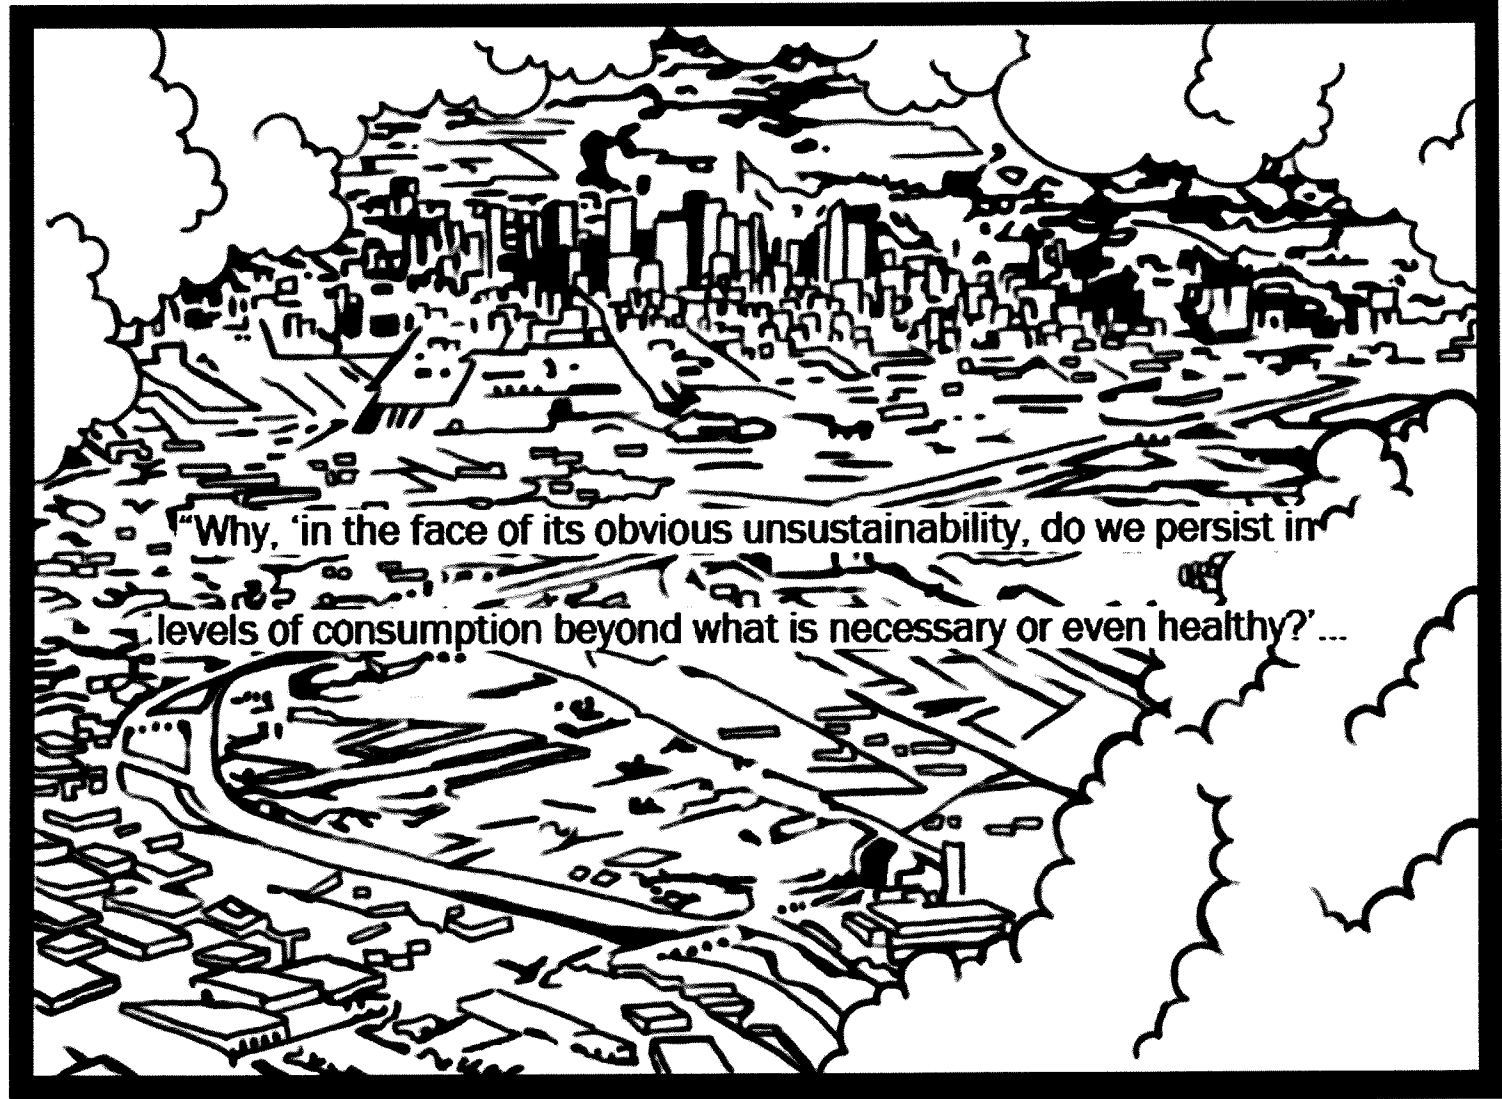 “Why, ‘in the face of its obvious unsustainability, do we persist in
levels of consumption beyond what is necessary or even healthy?’...